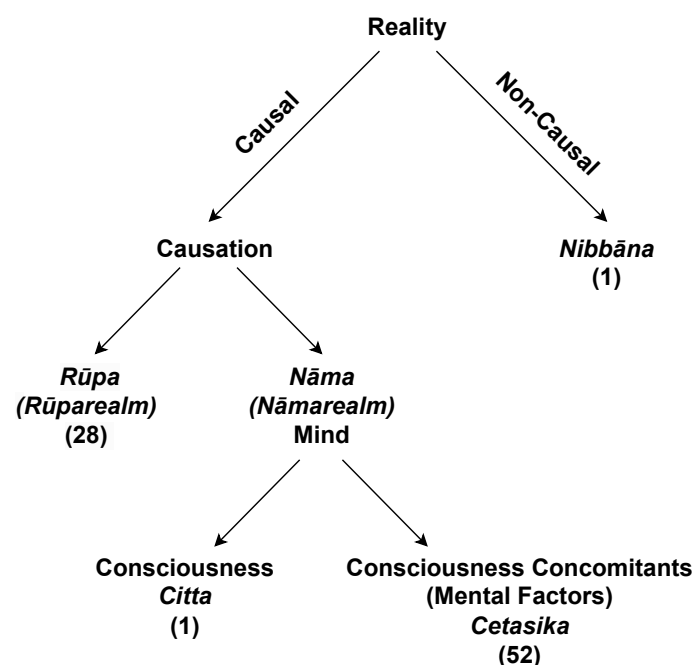 Reality
Causal
Non-Causal
Causation
Nibbāna
(1)
Rūpa
(Rūparealm)
(28)
Nāma
(Nāmarealm)
Mind
Consciousness
Citta
(1)
Consciousness Concomitants
(Mental Factors)
Cetasika
(52)